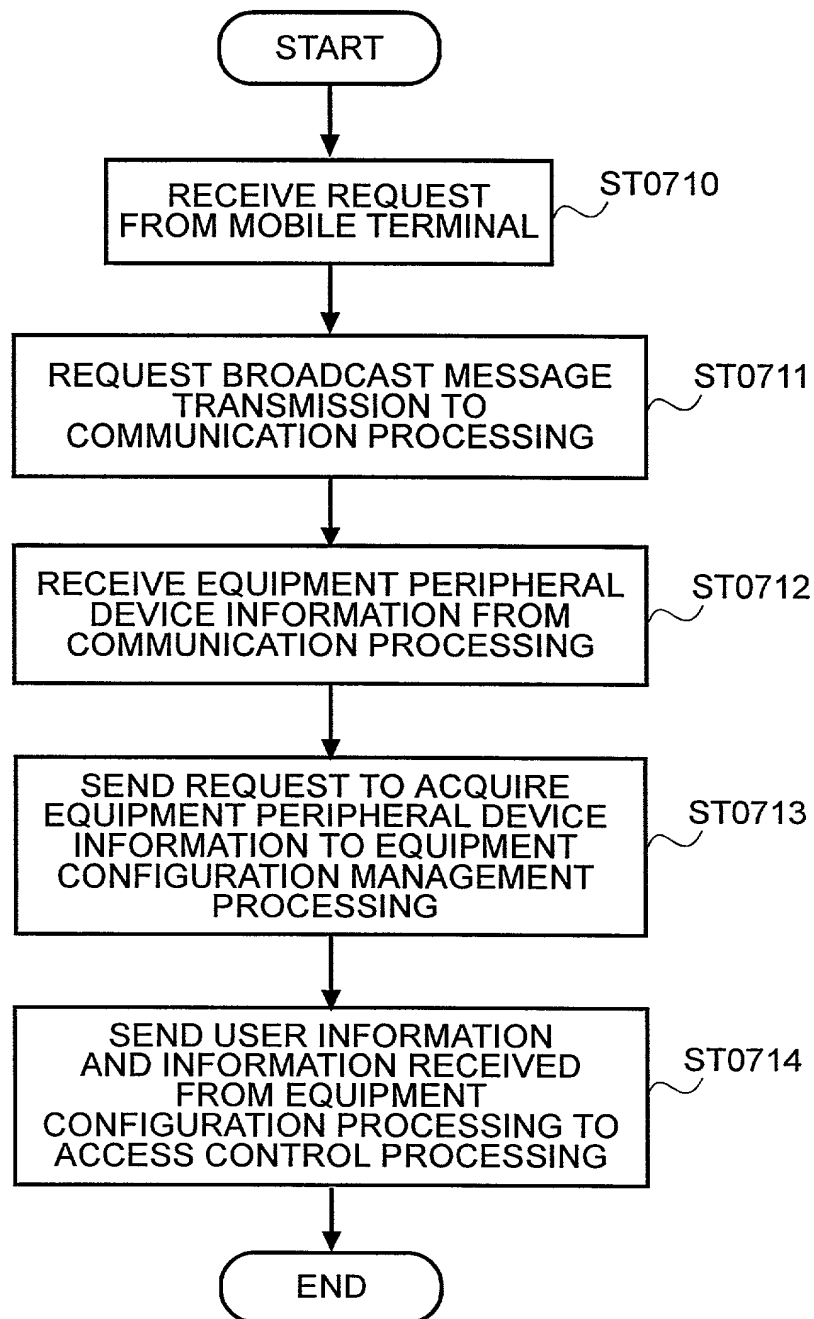 START
RECEIVE REQUEST
FROM MOBILE TERMINAL
ST0710
REQUEST BROADCAST MESSAGE
TRANSMISSION TO
COMMUNICATION PROCESSING
ST0711
RECEIVE EQUIPMENT PERIPHERAL
DEVICE INFORMATION FROM
COMMUNICATION PROCESSING
ST0712
SEND REQUEST TO ACQUIRE
EQUIPMENT PERIPHERAL DEVICE
INFORMATION TO EQUIPMENT
CONFIGURATION MANAGEMENT
PROCESSING
ST0713
SEND USER INFORMATION
AND INFORMATION RECEIVED
FROM EQUIPMENT
CONFIGURATION PROCESSING TO
ACCESS CONTROL PROCESSING
ST0714
END